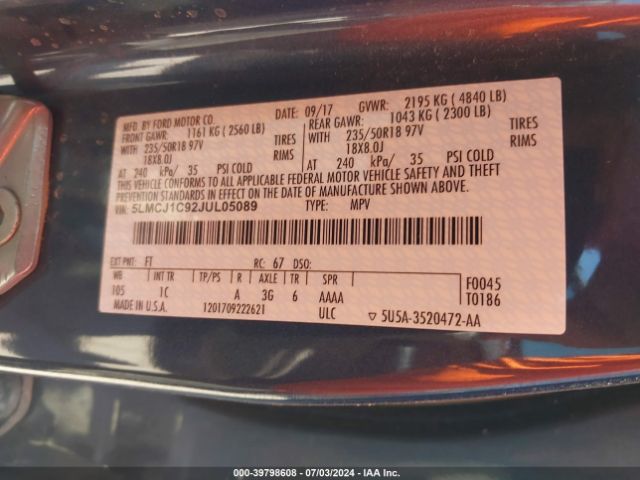 MFD. BY FORD MOTOR CO. DATE: 09/17 GVWR: 2195 KG ( 4840 LB)
FRONT GAWR: 1161 KG ( 2560 LB) REAR GAWR: 1043 KG ( 2300 LB)
WITH 235/50R18 97V TIRES WITH 235/50R18 97V TIRES
18X8.0J RIMS 18X8.0J RIMS
AT 240 kPa/ 35 PSI COLD AT 240 kPa/ 35 PSI COLD
THIS VEHICLE CONFORMS TO ALL APPLICABLE FEDERAL MOTOR VEHICLE SAFETY AND THEFT
PREVENTION STANDARDS IN EFFECT ON THE DATE OF MANUFACTURE SHOWN ABOVE.
VIN: 5LMCJ1C92JUL05089 TYPE: MPV
EXT PNT: FT RC: 67 DSO:
WB INT TR TP/PS R AXLE TR SPR F0045
105 1C A 3G 6 AAAA T0186
MADE IN U.S.A. 1201709222621 ULC ▽ 5U5A-3520472-AA
000-39798608 - 07/03/2024 - IAA Inc.